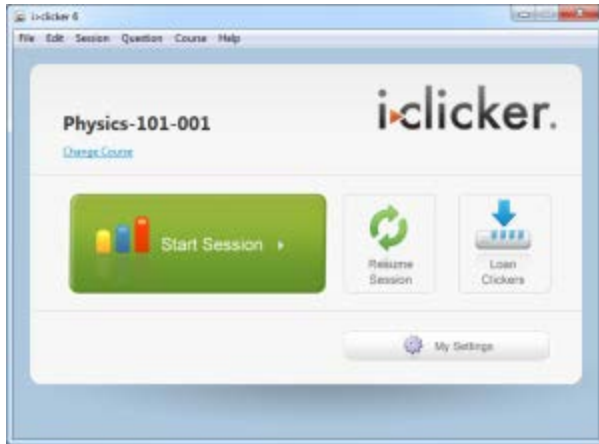 i-clicker 6
File Edit Session Question Course Help
i▸clicker.
Physics-101-001
Change Course
Start Session ▸
Resume
Session
Loan
Clickers
My Settings